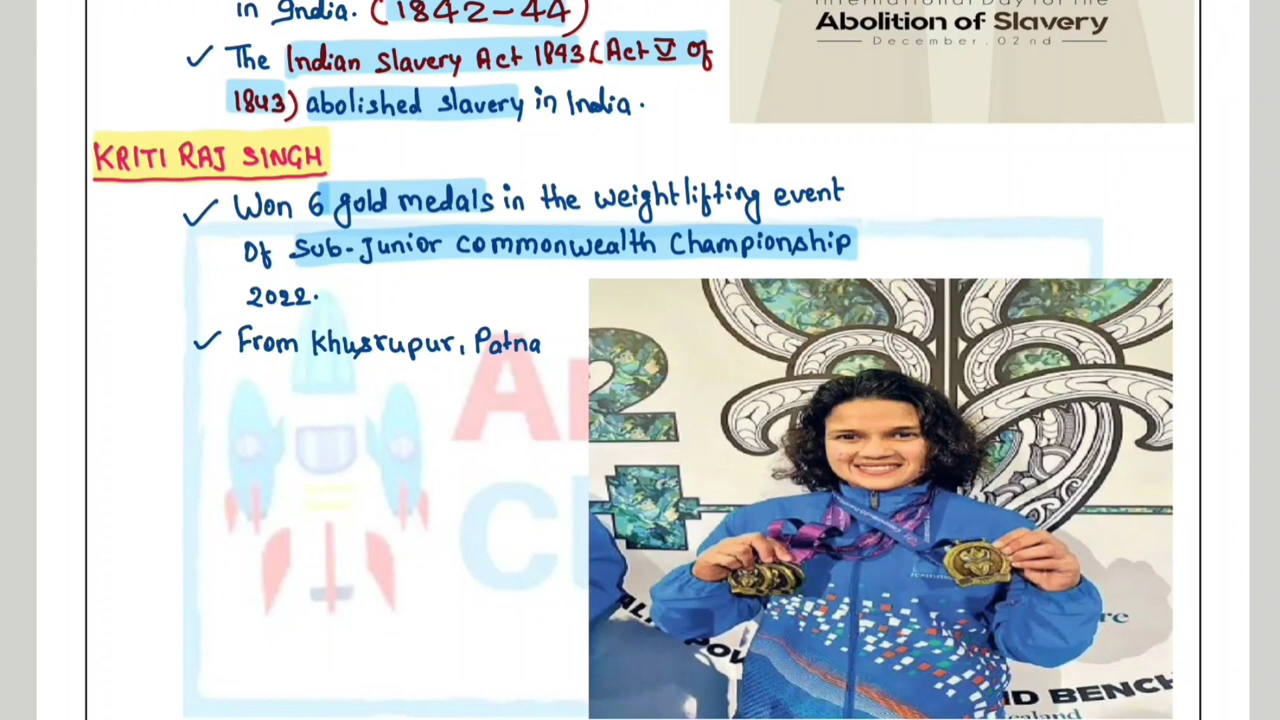 in India. (1842-44)
Abolition of Slavery
December.02nd
✓ The Indian Slavery Act 1843 (Act V of
1843) abolished slavery in India.
KRITI RAJ SINGH
✓ Won 6 gold medals in the weightlifting event
Of Sub-Junior Commonwealth Championship
2022.
✓ From Khusrupur, Patna
ND BENCH